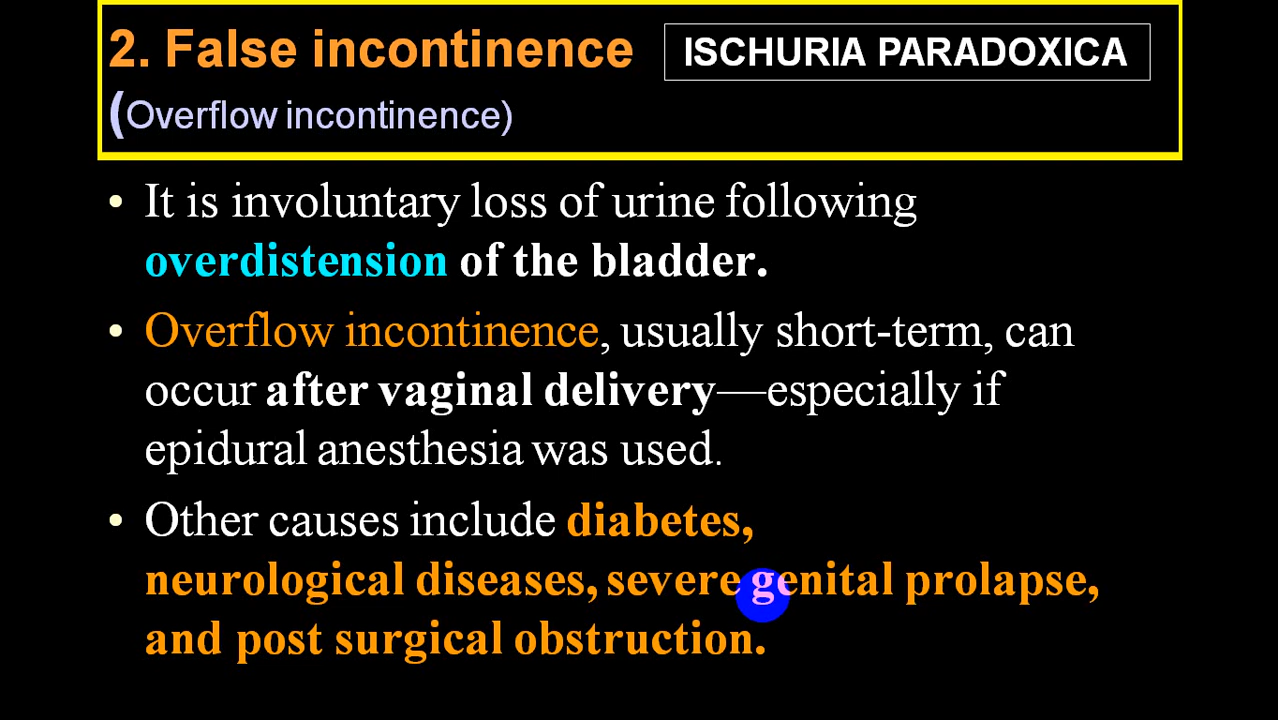 2. False incontinence ISCHURIA PARADOXICA
(Overflow incontinence)
• It is involuntary loss of urine following
overdistension of the bladder.
• Overflow incontinence, usually short-term, can
occur after vaginal delivery—especially if
epidural anesthesia was used.
• Other causes include diabetes,
neurological diseases, severe genital prolapse,
and post surgical obstruction.